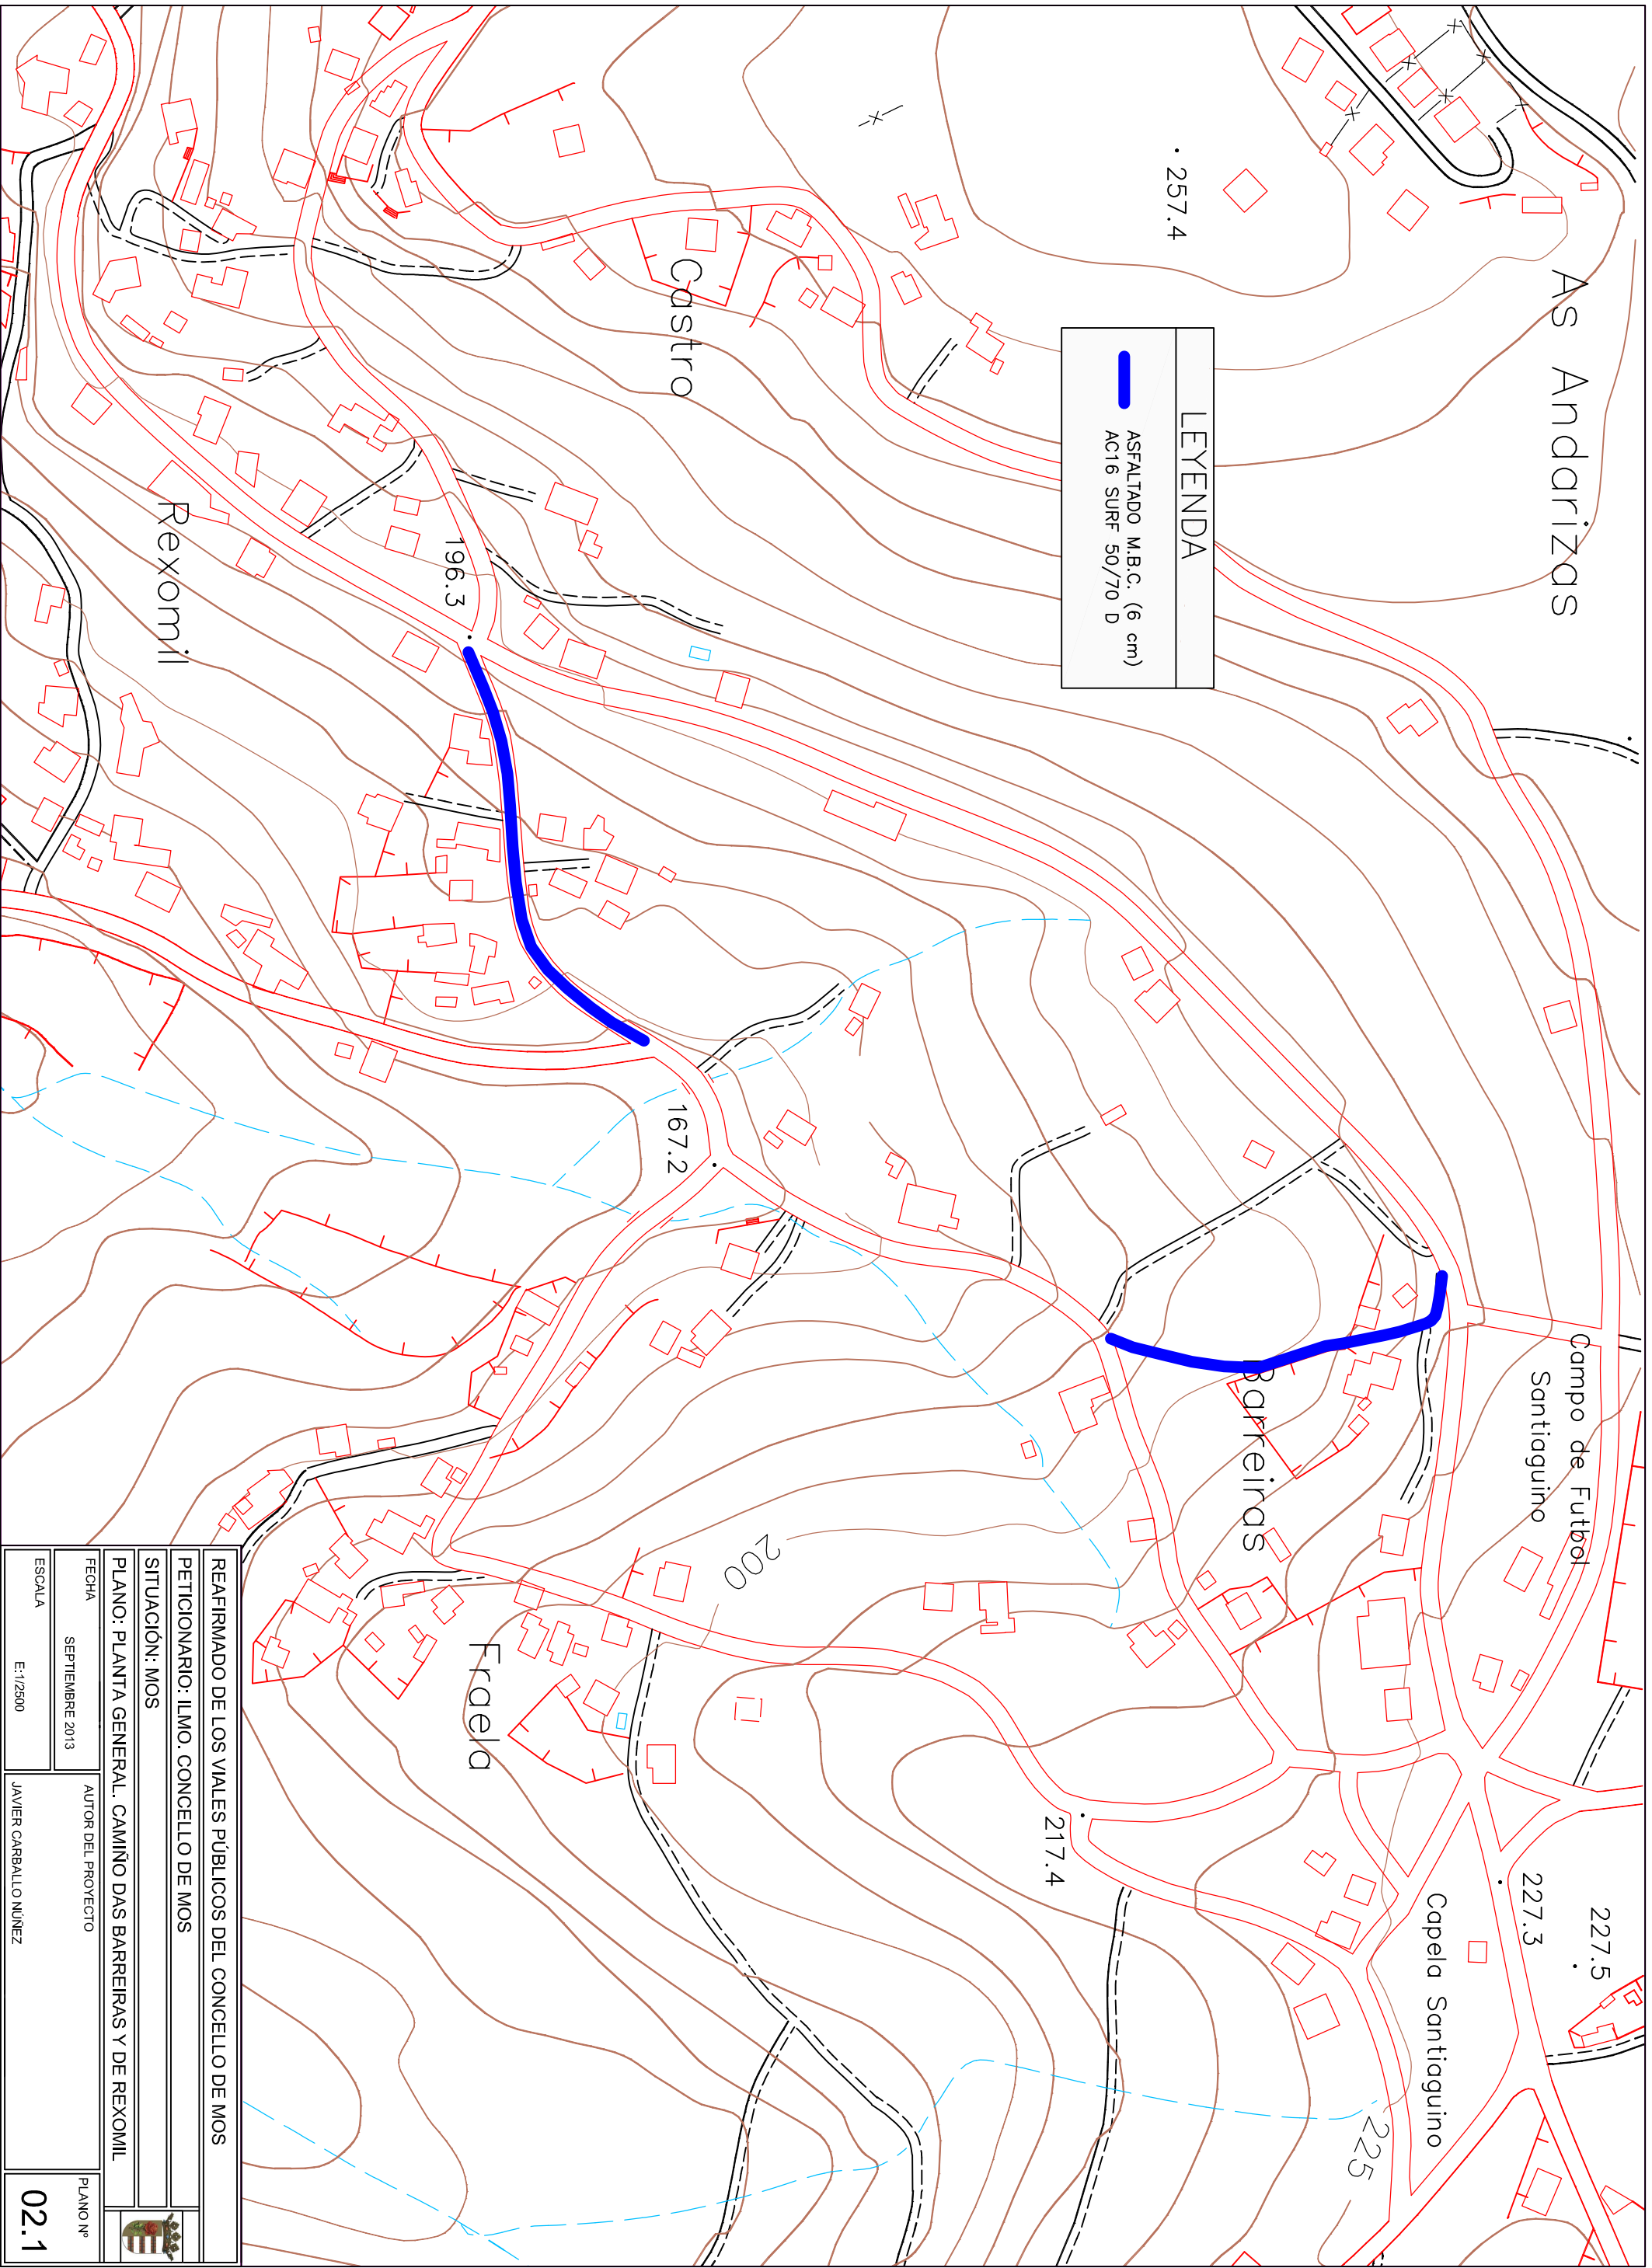 As Andarizas
257.4
Campo de Futbol
Santiaguino
227.5
227.3
Capela Santiaguino
225
LEYENDA
ASFALTADO M.B.C. (6 cm)
AC16 SURF 50/70 D
Barreiras
217.4
Castro
200
167.2
196.3
Fraela
Rexomil
REAFIRMADO DE LOS VIALES PÚBLICOS DEL CONCELLO DE MOS
PETICIONARIO: ILMO. CONCELLO DE MOS
SITUACIÓN: MOS
PLANO: PLANTA GENERAL. CAMIÑO DAS BARREIRAS Y DE REXOMIL
FECHA
SEPTIEMBRE 2013
AUTOR DEL PROYECTO
JAVIER CARBALLO NÚÑEZ
PLANO Nº
02.1
ESCALA
E:1/2500